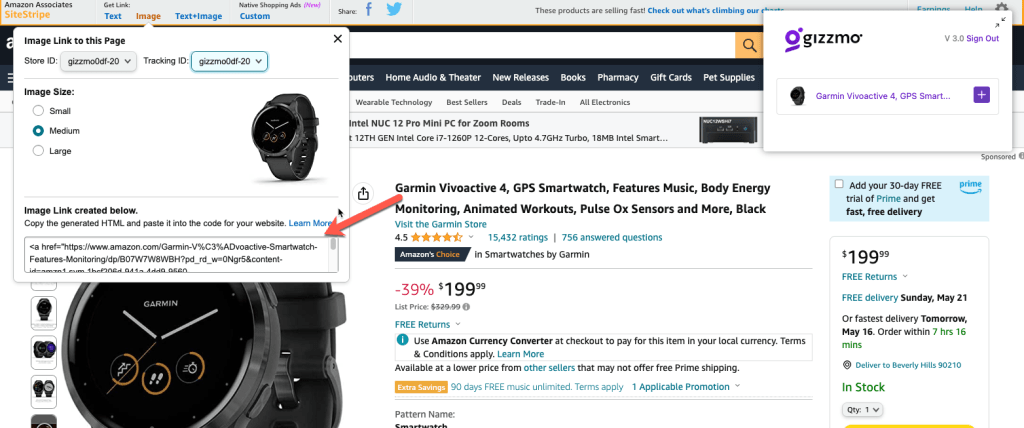 Amazon Associates
SiteStripe
Get Link:
Text Image Text+Image
Native Shopping Ads (New)
Custom
Share:
These products are selling fast! Check out what's climbing our charts
Earnings Help
Image Link to this Page
Store ID: gizzmo0df-20 Tracking ID: gizzmo0df-20
Image Size:
Small
Medium
Large
Image Link created below.
Copy the generated HTML and paste it into the code for your website. Learn More
<a href="https://www.amazon.com/Garmin-V%C3%ADvoactive-Smartwatch-
Features-Monitoring/dp/B07W7W8WBH?pd_rd_w=0Ngr5&content-
id=amzn1.sym.1bcf206d-941a-4dd9-9560-
gizzmo
V 3.0 Sign Out
Garmin Vivoactive 4, GPS Smart...
Home Audio & Theater New Releases Books Pharmacy Gift Cards Pet Supplies
Wearable Technology Best Sellers Deals Trade-In All Electronics
Intel NUC 12 Pro Mini PC for Zoom Rooms
12TH GEN Intel Core i7-1260P 12-Cores, Upto 4.7GHz Turbo, 18MB Intel Smart...
NUC12WSHi7
Sponsored
Garmin Vivoactive 4, GPS Smartwatch, Features Music, Body Energy
Monitoring, Animated Workouts, Pulse Ox Sensors and More, Black
Visit the Garmin Store
4.5 15,432 ratings | 756 answered questions
Amazon's Choice in Smartwatches by Garmin
-39% $199.99
List Price: $329.99
FREE Returns
Use Amazon Currency Converter at checkout to pay for this item in your local currency. Terms
& Conditions apply. Learn More
Available at a lower price from other sellers that may not offer free Prime shipping.
Extra Savings 90 days FREE music unlimited. Terms apply 1 Applicable Promotion
Pattern Name:
Smartwatch
GARMIN
Add your 30-day FREE
trial of Prime and get
fast, free delivery
prime
$199.99
FREE Returns
FREE delivery Sunday, May 21
Or fastest delivery Tomorrow,
May 16. Order within 7 hrs 16
mins
Deliver to Beverly Hills 90210
In Stock
Qty: 1